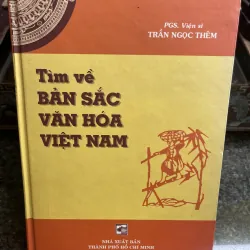 PGS. Viện sĩ
TRẦN NGỌC THÊM
Tìm về
BẢN SẮC
VĂN HÓA
VIỆT NAM
NHÀ XUẤT BẢN
THÀNH PHỐ HỒ CHÍ MINH